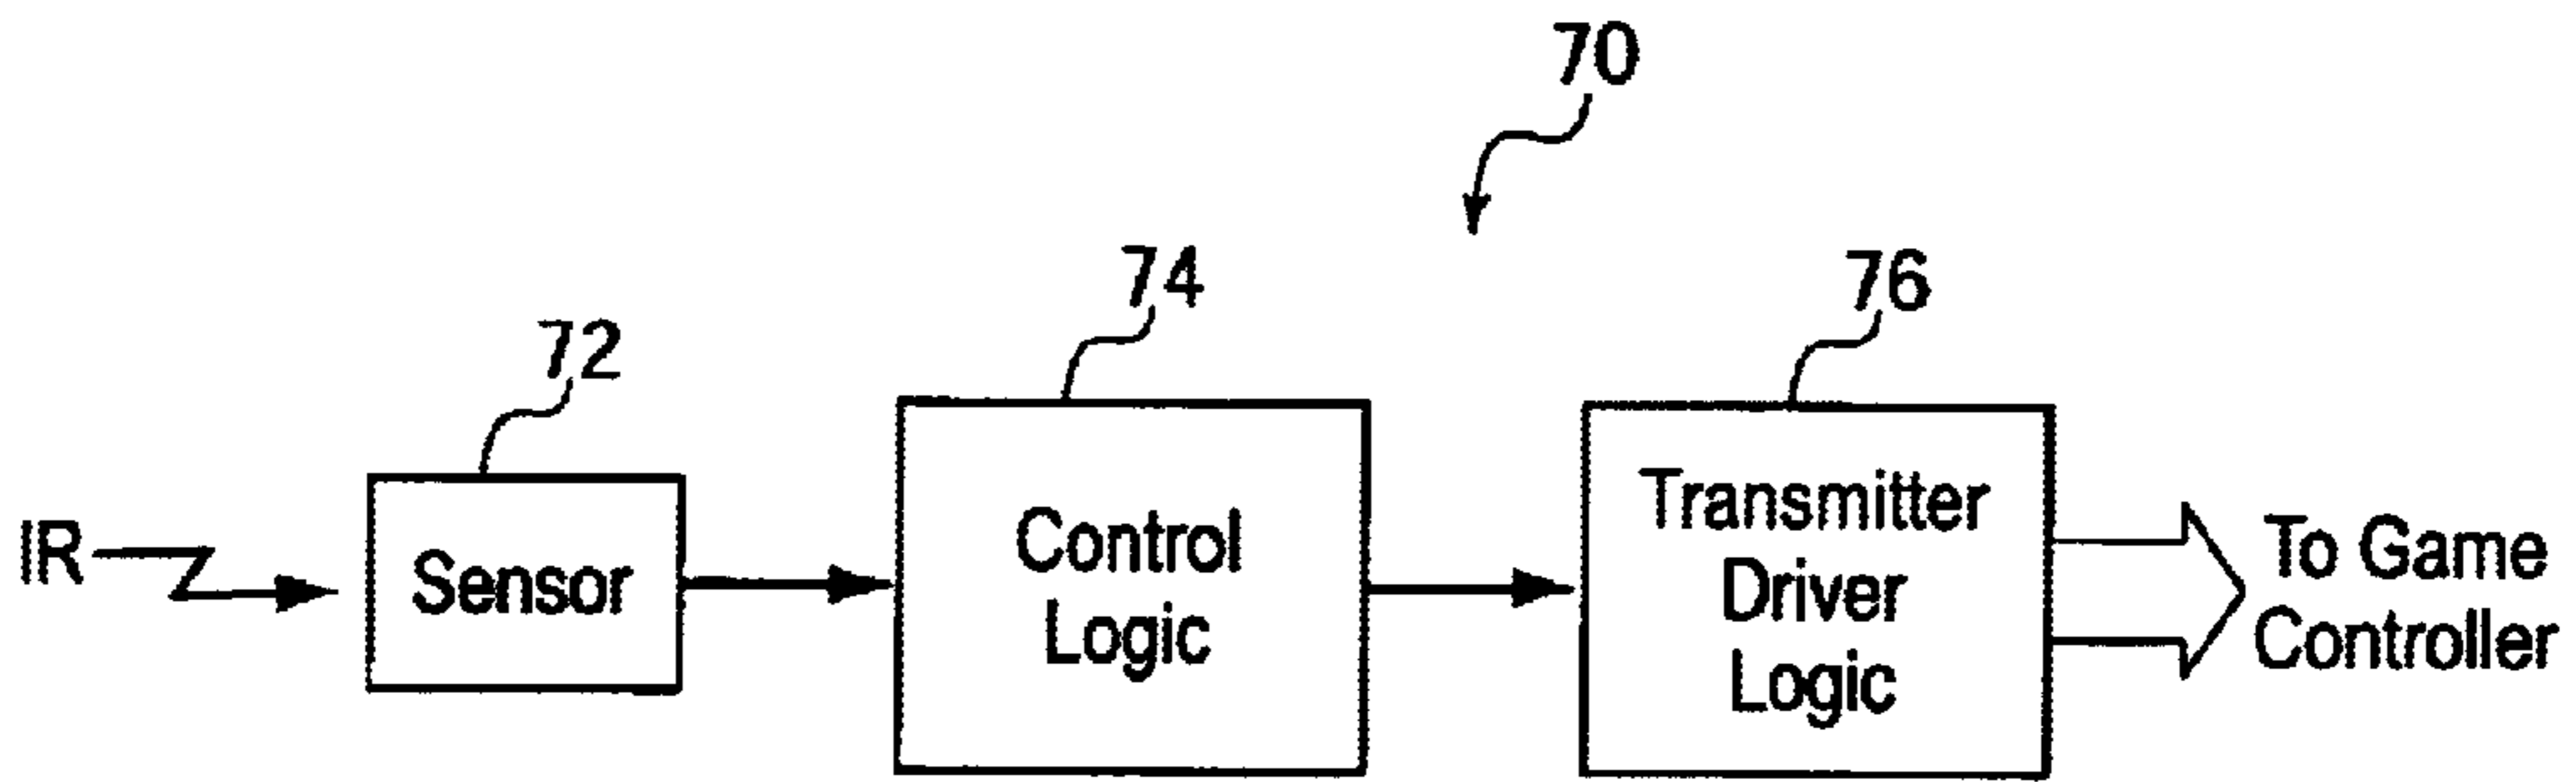 70
72
74
76
IR
Sensor
Control
Logic
Transmitter
Driver
Logic
To Game
Controller